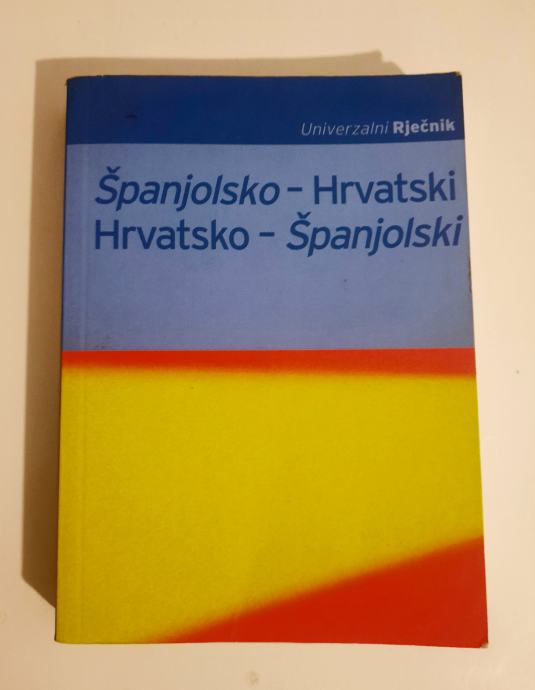 Univerzalni Rječnik
Španjolsko – Hrvatski
Hrvatsko – Španjolski